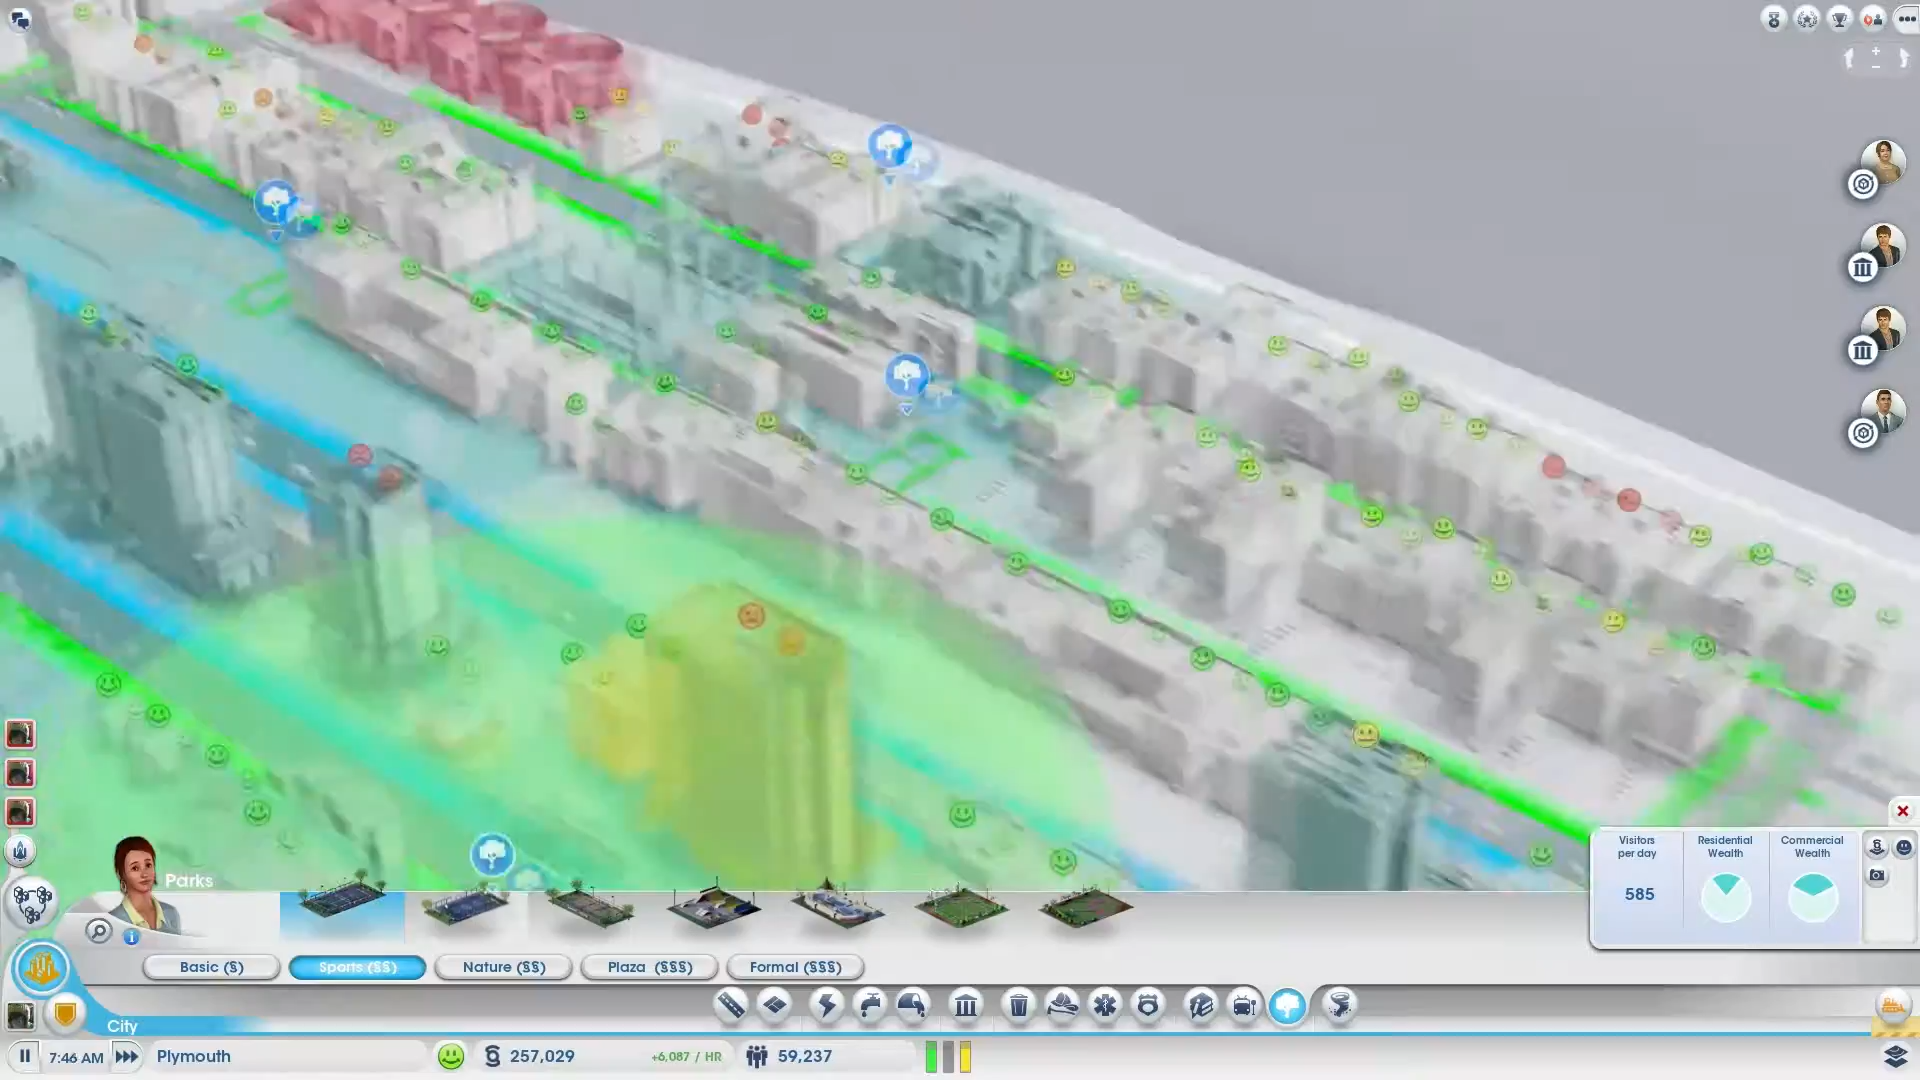 Visitors per day
Residential Wealth
Commercial Wealth
585
Parks
Basic (§)
Sports (§§)
Nature (§§)
Plaza (§§§)
Formal (§§§)
City
7:46 AM
Plymouth
257,029
+6,087 / HR
59,237